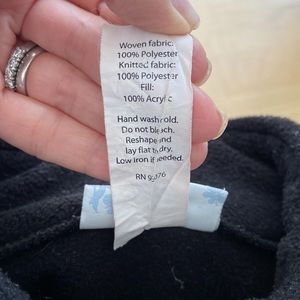 Woven fabric:
100% Polyester
Knitted fabric:
100% Polyester
Fill:
100% Acrylic
Hand wash cold.
Do not bleach.
Reshape and
lay flat to dry.
Low iron if needed.
RN